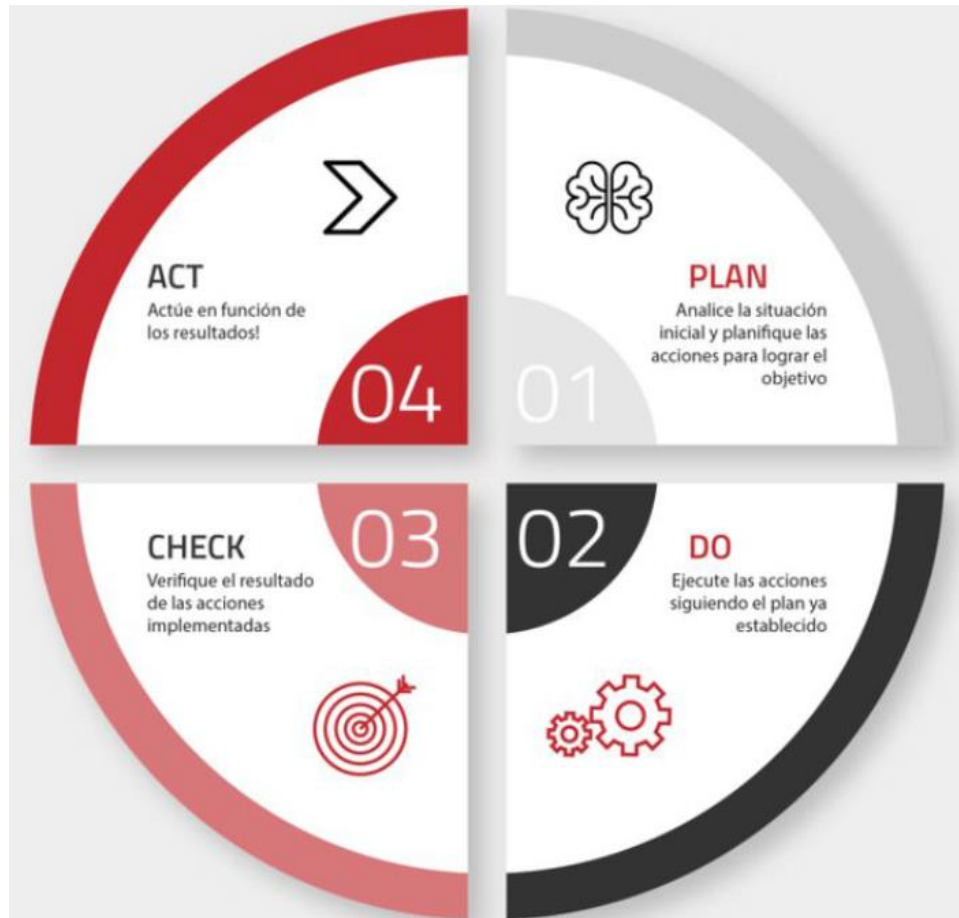 PLAN
Analice la situación
inicial y planifique las
acciones para lograr el
objetivo
01
DO
Ejecute las acciones
siguiendo el plan ya
establecido
02
CHECK
Verifique el resultado
de las acciones
implementadas
03
ACT
Actúe en función de
los resultados!
04